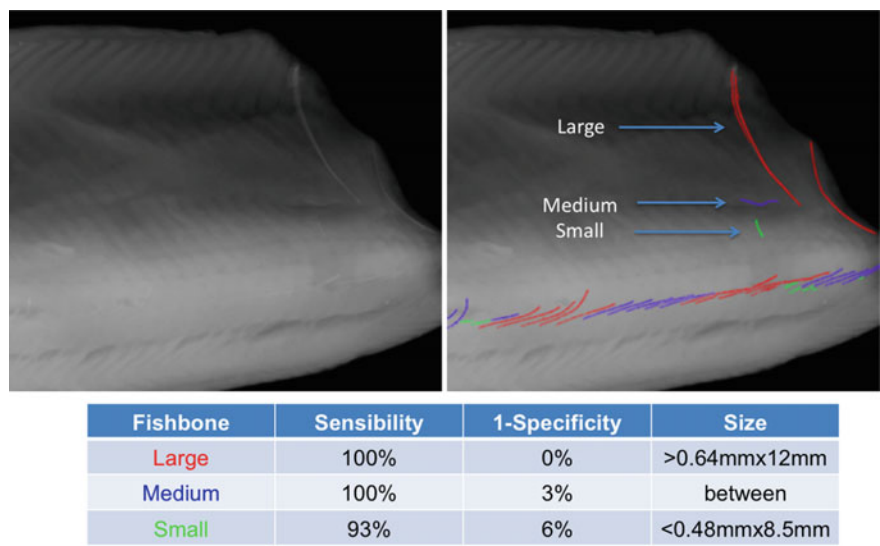 Large
Medium
Small
Fishbone Sensibility 1-Specificity Size
Large 100% 0% >0.64mmx12mm
Medium 100% 3% between
Small 93% 6% <0.48mmx8.5mm